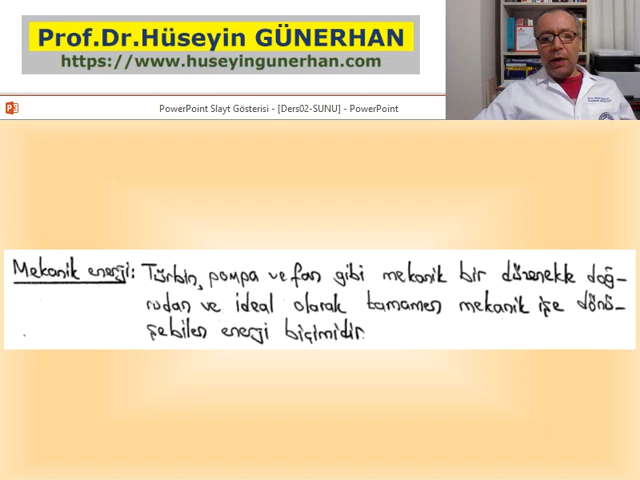 Prof.Dr.Hüseyin GÜNERHAN
https://www.huseyingunerhan.com
PowerPoint Slayt Gösterisi - [Ders02-SUNU] - PowerPoint
Mekanik enerji: Türbin, pompa ve fan gibi mekanik bir düzenekle doğ-
rudan ve ideal olarak tamamen mekanik işe dönü-
şebilen enerji biçimidir.